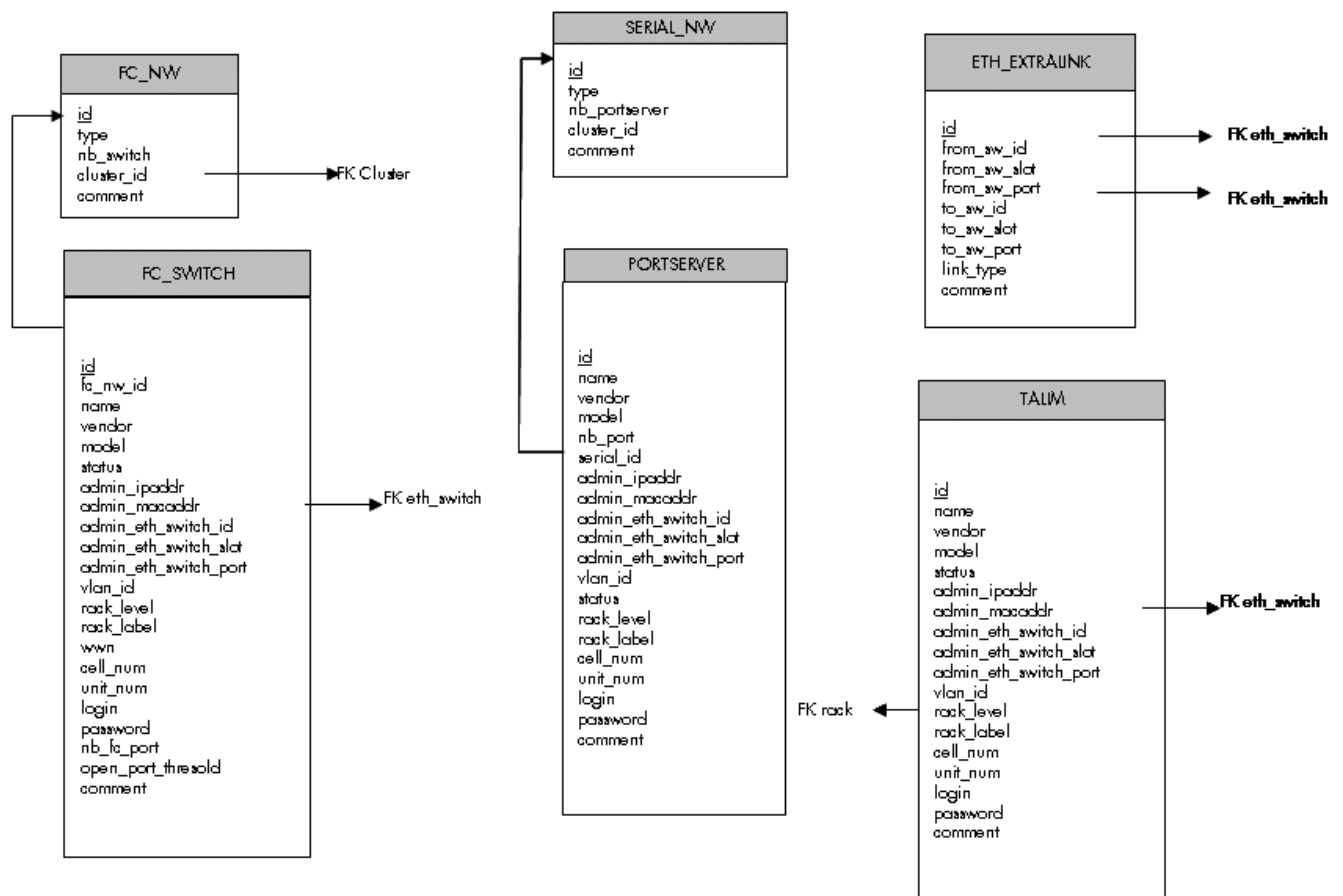 FC_NW
id
type
nb_switch
cluster_id
comment
FK Cluster
FC_SWITCH
id
fc_nw_id
name
vendor
model
status
admin_ipaddr
admin_macaddr
admin_eth_switch_id
admin_eth_switch_slot
admin_eth_switch_port
vlan_id
rack_level
rack_label
wwn
cell_num
unit_num
login
password
nb_fc_port
open_port_thresold
comment
FK eth_switch
SERIAL_NW
id
type
nb_portserver
cluster_id
comment
PORTSERVER
id
name
vendor
model
nb_port
serial_id
admin_ipaddr
admin_macaddr
admin_eth_switch_id
admin_eth_switch_slot
admin_eth_switch_port
vlan_id
status
rack_level
rack_label
cell_num
unit_num
login
password
comment
ETH_EXTRALINK
id
from_sw_id
from_sw_slot
from_sw_port
to_sw_id
to_sw_slot
to_sw_port
link_type
comment
FK eth_switch
FK eth_switch
TALIM
id
name
vendor
model
status
admin_ipaddr
admin_macaddr
admin_eth_switch_id
admin_eth_switch_slot
admin_eth_switch_port
vlan_id
rack_level
rack_label
cell_num
unit_num
login
password
comment
FK eth_switch
FK rack